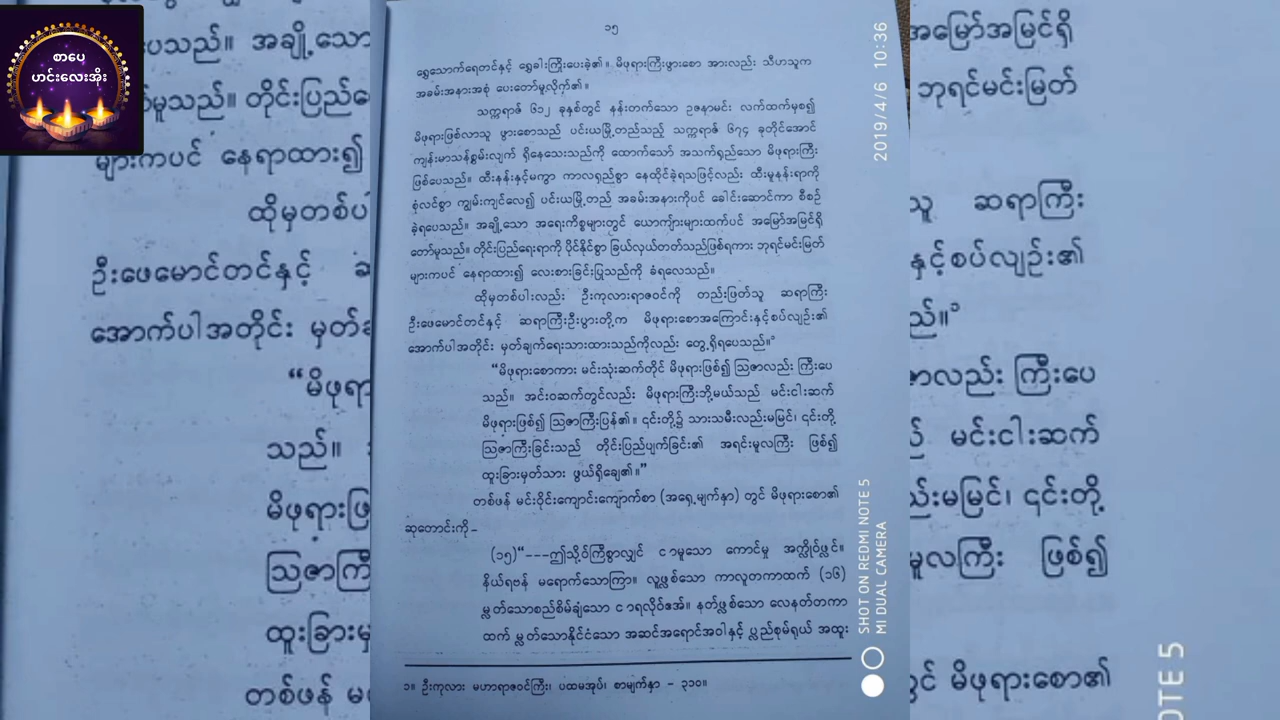 စာပေ
ဟင်းလေးအိုး
၁၅
ရွှေသောက်ရေတင်နှင့် ရွှေခါးကြိုးပေးခဲ့၏။ မိဖုရားကြီးဖွားစော အားလည်း သီဟသူက
အခမ်းအနားအစုံ ပေးတော်မူလိုက်၏။
သက္ကရာဇ် ၆၁၂ ခုနှစ်တွင် နန်းတက်သော ဥဇနာမင်း လက်ထက်မှစ၍
မိဖုရားဖြစ်လာသူ ဖွားစောသည် ပင်းယမြို့တည်သည့် သက္ကရာဇ် ၆၇၄ ခုတိုင်အောင်
ကျန်းမာသန်စွမ်းလျက် ရှိနေသေးသည်ကို ထောက်သော် အသက်ရှည်သော မိဖုရားကြီး
ဖြစ်ပေသည်။ ထီးနန်းနှင့်မကွာ ကာလရှည်စွာ နေထိုင်ခဲ့ရသဖြင့်လည်း ထီးမှုနန်းရာကို
စုံလင်စွာ ကျွမ်းကျင်လေ၍ ပင်းယမြို့တည် အခမ်းအနားကိုပင် ခေါင်းဆောင်ကာ စီစဉ်
ခဲ့ရပေသည်။ အချို့သော အရေးကိစ္စများတွင် ယောကျ်ားများထက်ပင် အမြော်အမြင်ရှိ
တော်မူသည်။ တိုင်းပြည်ရေးရာကို ပိုင်နိုင်စွာ ခြယ်လှယ်တတ်သည်ဖြစ်ရကား ဘုရင်မင်းမြတ်
များကပင် နေရာထား၍ လေးစားခြင်းပြုသည်ကို ခံရလေသည်။
ထိုမှတစ်ပါးလည်း ဦးကုလားရာဇဝင်ကို တည်းဖြတ်သူ ဆရာကြီး
ဦးဖေမောင်တင်နှင့် ဆရာကြီးဦးပွားတို့က မိဖုရားစောအကြောင်းနှင့်စပ်လျဉ်း၏
အောက်ပါအတိုင်း မှတ်ချက်ရေးသားထားသည်ကိုလည်း တွေ့ရှိရပေသည်။၁
“မိဖုရားစောကား မင်းသုံးဆက်တိုင် မိဖုရားဖြစ်၍ သြဇာလည်း ကြီးပေ
သည်။ အင်းဝဆက်တွင်လည်း မိဖုရားကြီးဘို့မယ်သည် မင်းငါးဆက်
မိဖုရားဖြစ်၍ သြဇာကြီးပြန်၏။ ၎င်းတို့၌ သားသမီးလည်းမမြင်၊ ၎င်းတို့
သြဇာကြီးခြင်းသည် တိုင်းပြည်ပျက်ခြင်း၏ အရင်းမူလကြီး ဖြစ်၍
ထူးခြားမှတ်သား ဖွယ်ရှိချေ၏။”
တစ်ဖန် မင်းဝိုင်းကျောင်းကျောက်စာ (အရှေ့မျက်နှာ) တွင် မိဖုရားစော၏
ဆုတောင်းကို–
(၁၅)“---ဤသို့ဝ်ကြိစွာလျှင် ငါမူသော ကောင်မှု အက္လိုဝ်ဖ္လင်။
နိယ်ရဗန် မရောက်သောကြာ။ လူဖ္လစ်သော ကာလူတကာထက် (၁၆)
မ္လတ်သောစည်စိမ်ချံသော ငါရလိုဝ်ဧအ်။ နတ်ဖ္လစ်သော လေနတ်တကာ
ထက် မ္လတ်သောနိုင်ငံသော အဆင်အရောင်အဝါနှင့် ပ္လည်စုမ်ရုယ် အထူး
၁။ ဦးကုလား မဟာရာဇဝင်ကြီး၊ ပထမအုပ်၊ စာမျက်နှာ - ၃၁၀။
2019/4/6 10:36
SHOT ON REDMI NOTE 5
MI DUAL CAMERA